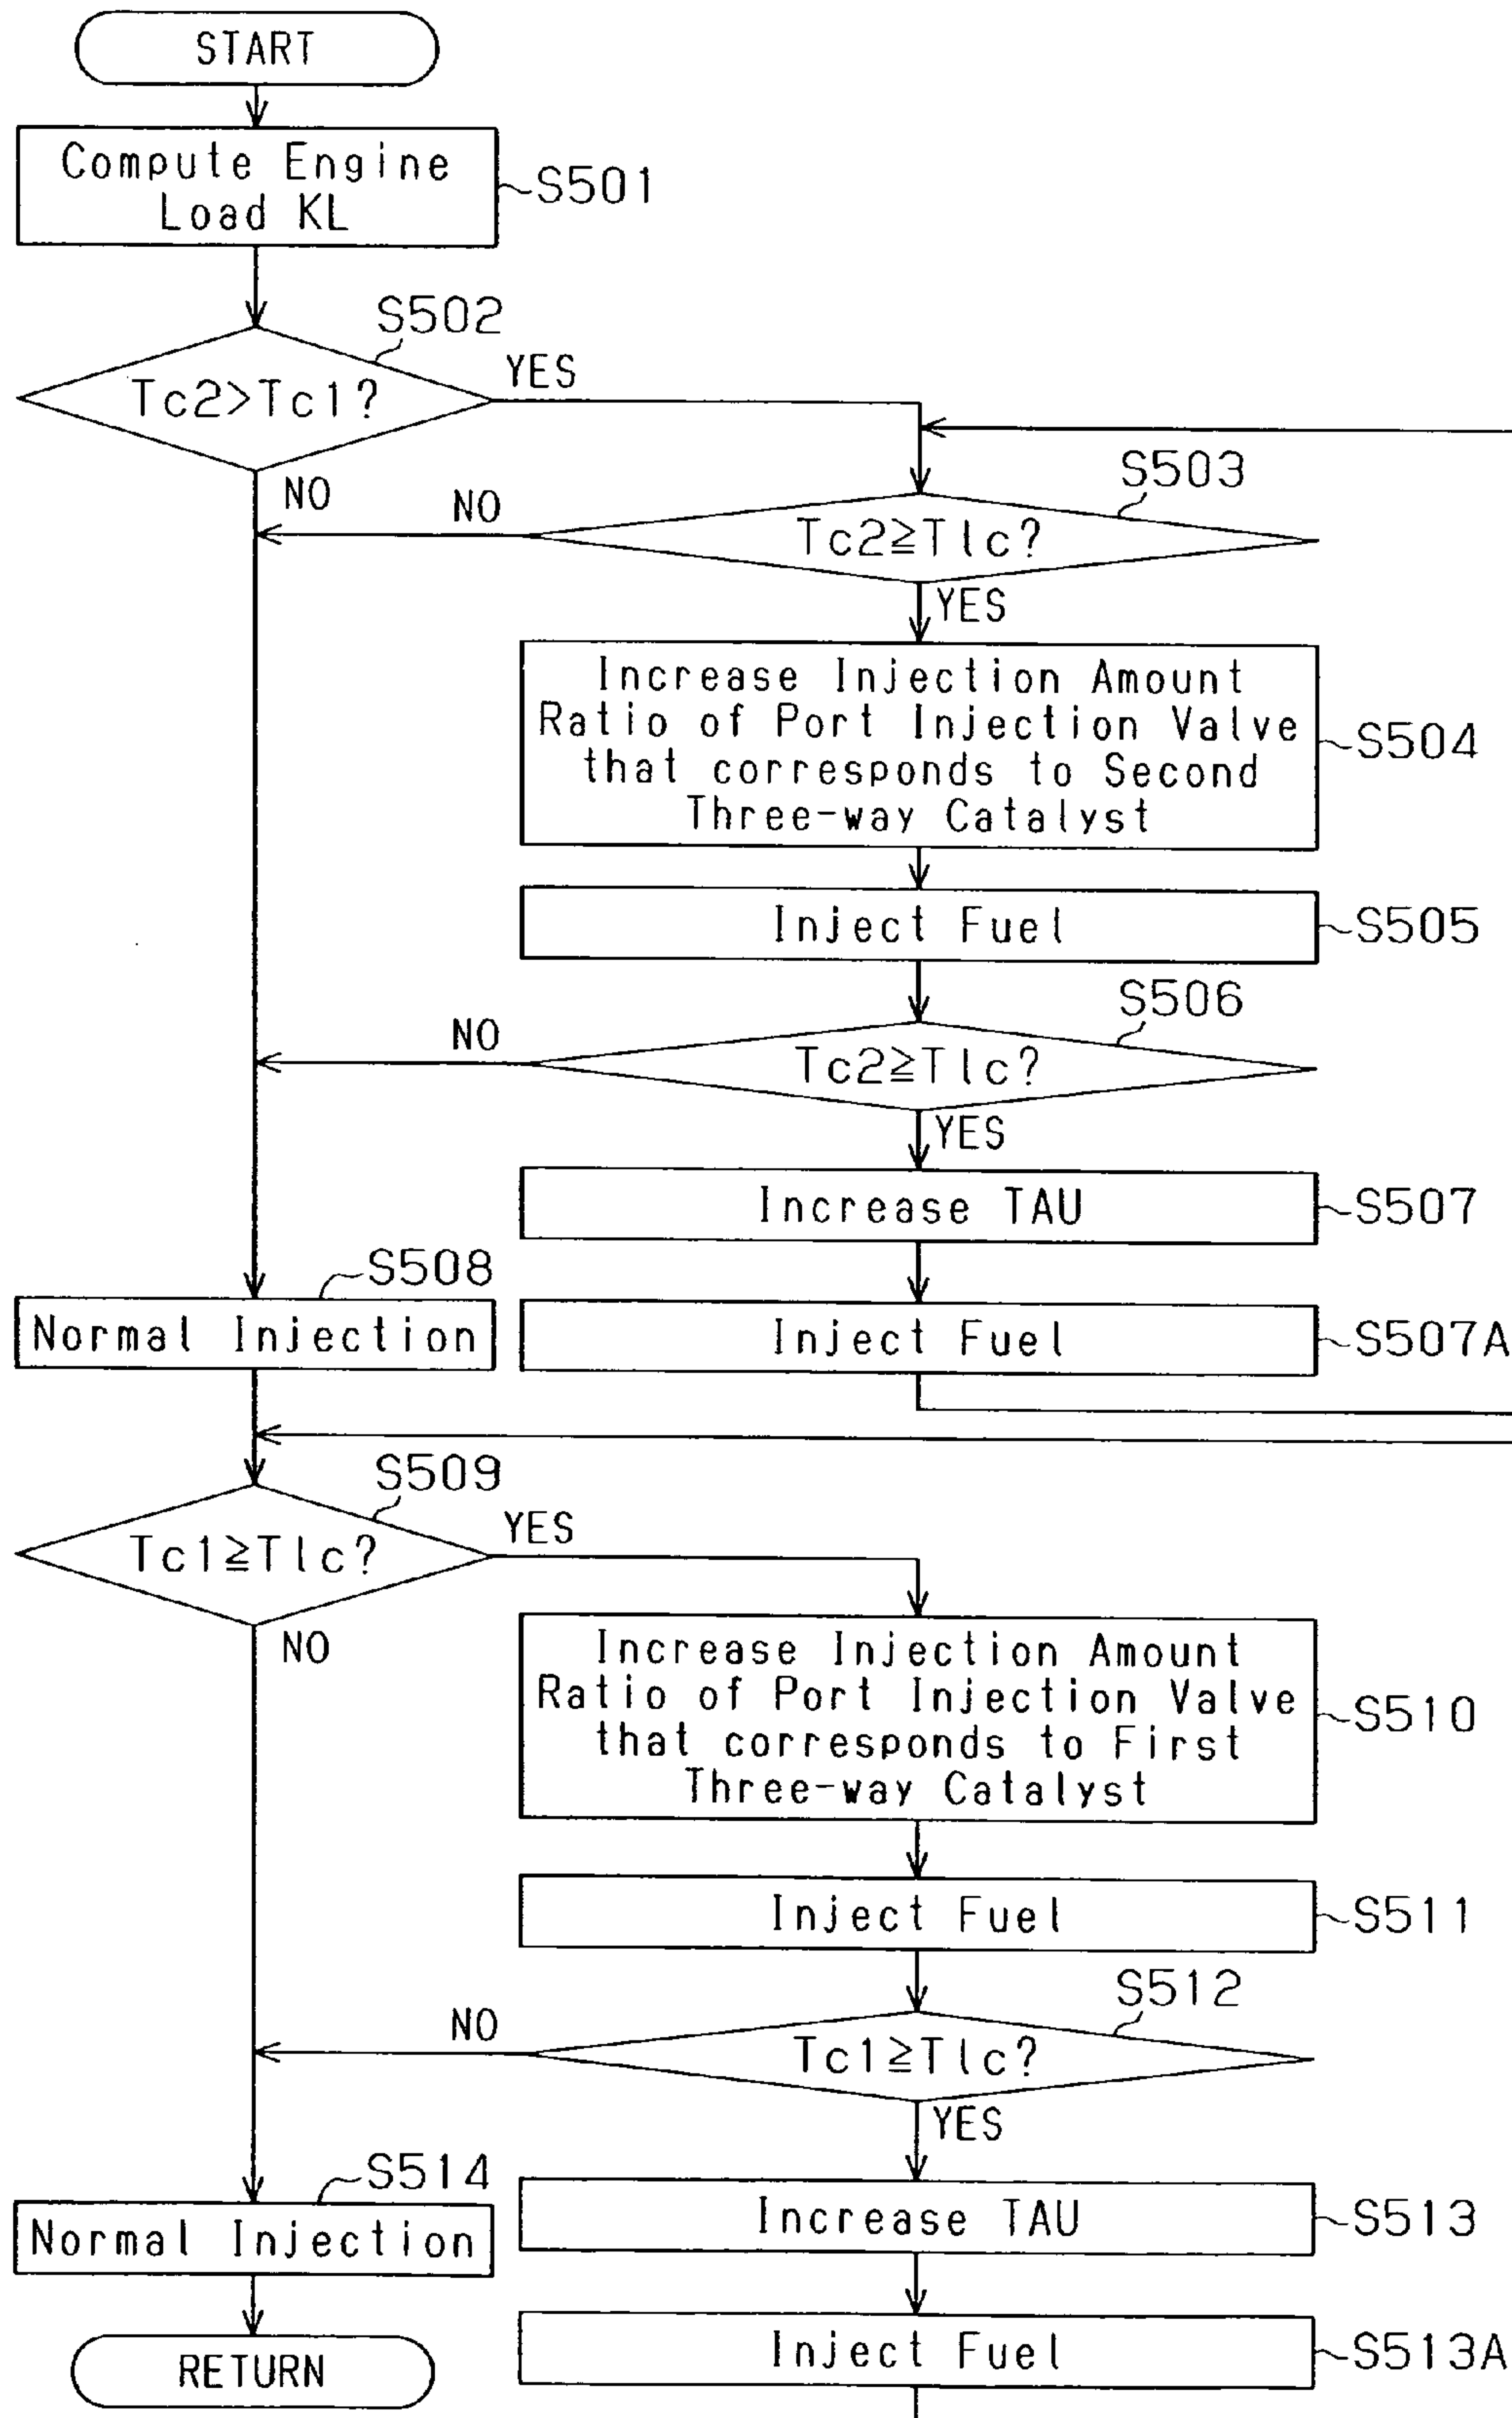 START
Compute Engine
Load KL
S501
S502
Tc2>Tc1?
YES
NO
S503
NO
Tc2≧Tlc?
YES
Increase Injection Amount
Ratio of Port Injection Valve
that corresponds to Second
Three-way Catalyst
S504
Inject Fuel
S505
S506
NO
Tc2≧Tlc?
YES
Increase TAU
S507
S508
Normal Injection
Inject Fuel
S507A
S509
Tc1≧Tlc?
YES
NO
Increase Injection Amount
Ratio of Port Injection Valve
that corresponds to First
Three-way Catalyst
S510
Inject Fuel
S511
S512
NO
Tc1≧Tlc?
YES
S514
Normal Injection
Increase TAU
S513
Inject Fuel
S513A
RETURN